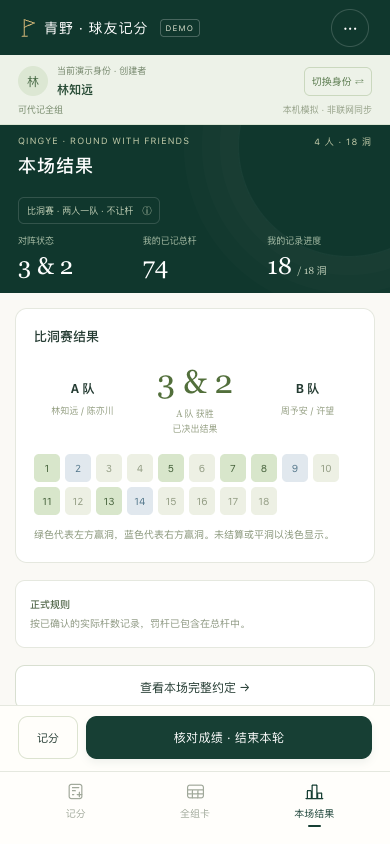 青野 · 球友记分 DEMO
当前演示身份 · 创建者
林 林知远 切换身份 ⇄
可代记全组 本机模拟 · 非联网同步
QINGYE · ROUND WITH FRIENDS 4 人 · 18 洞
本场结果
比洞赛 · 两人一队 · 不让杆 ⓘ
对阵状态 我的已记总杆 我的记录进度
3 & 2 74 18 / 18 洞
比洞赛结果
A 队 3 & 2 B 队
林知远 / 陈亦川 A 队 获胜 周予安 / 许望
已决出结果
1 2 3 4 5 6 7 8 9 10
11 12 13 14 15 16 17 18
绿色代表左方赢洞，蓝色代表右方赢洞。未结算或平洞以浅色显示。
正式规则
按已确认的实际杆数记录，罚杆已包含在总杆中。
查看本场完整约定 →
记分 核对成绩 · 结束本轮
记分 全组卡 本场结果